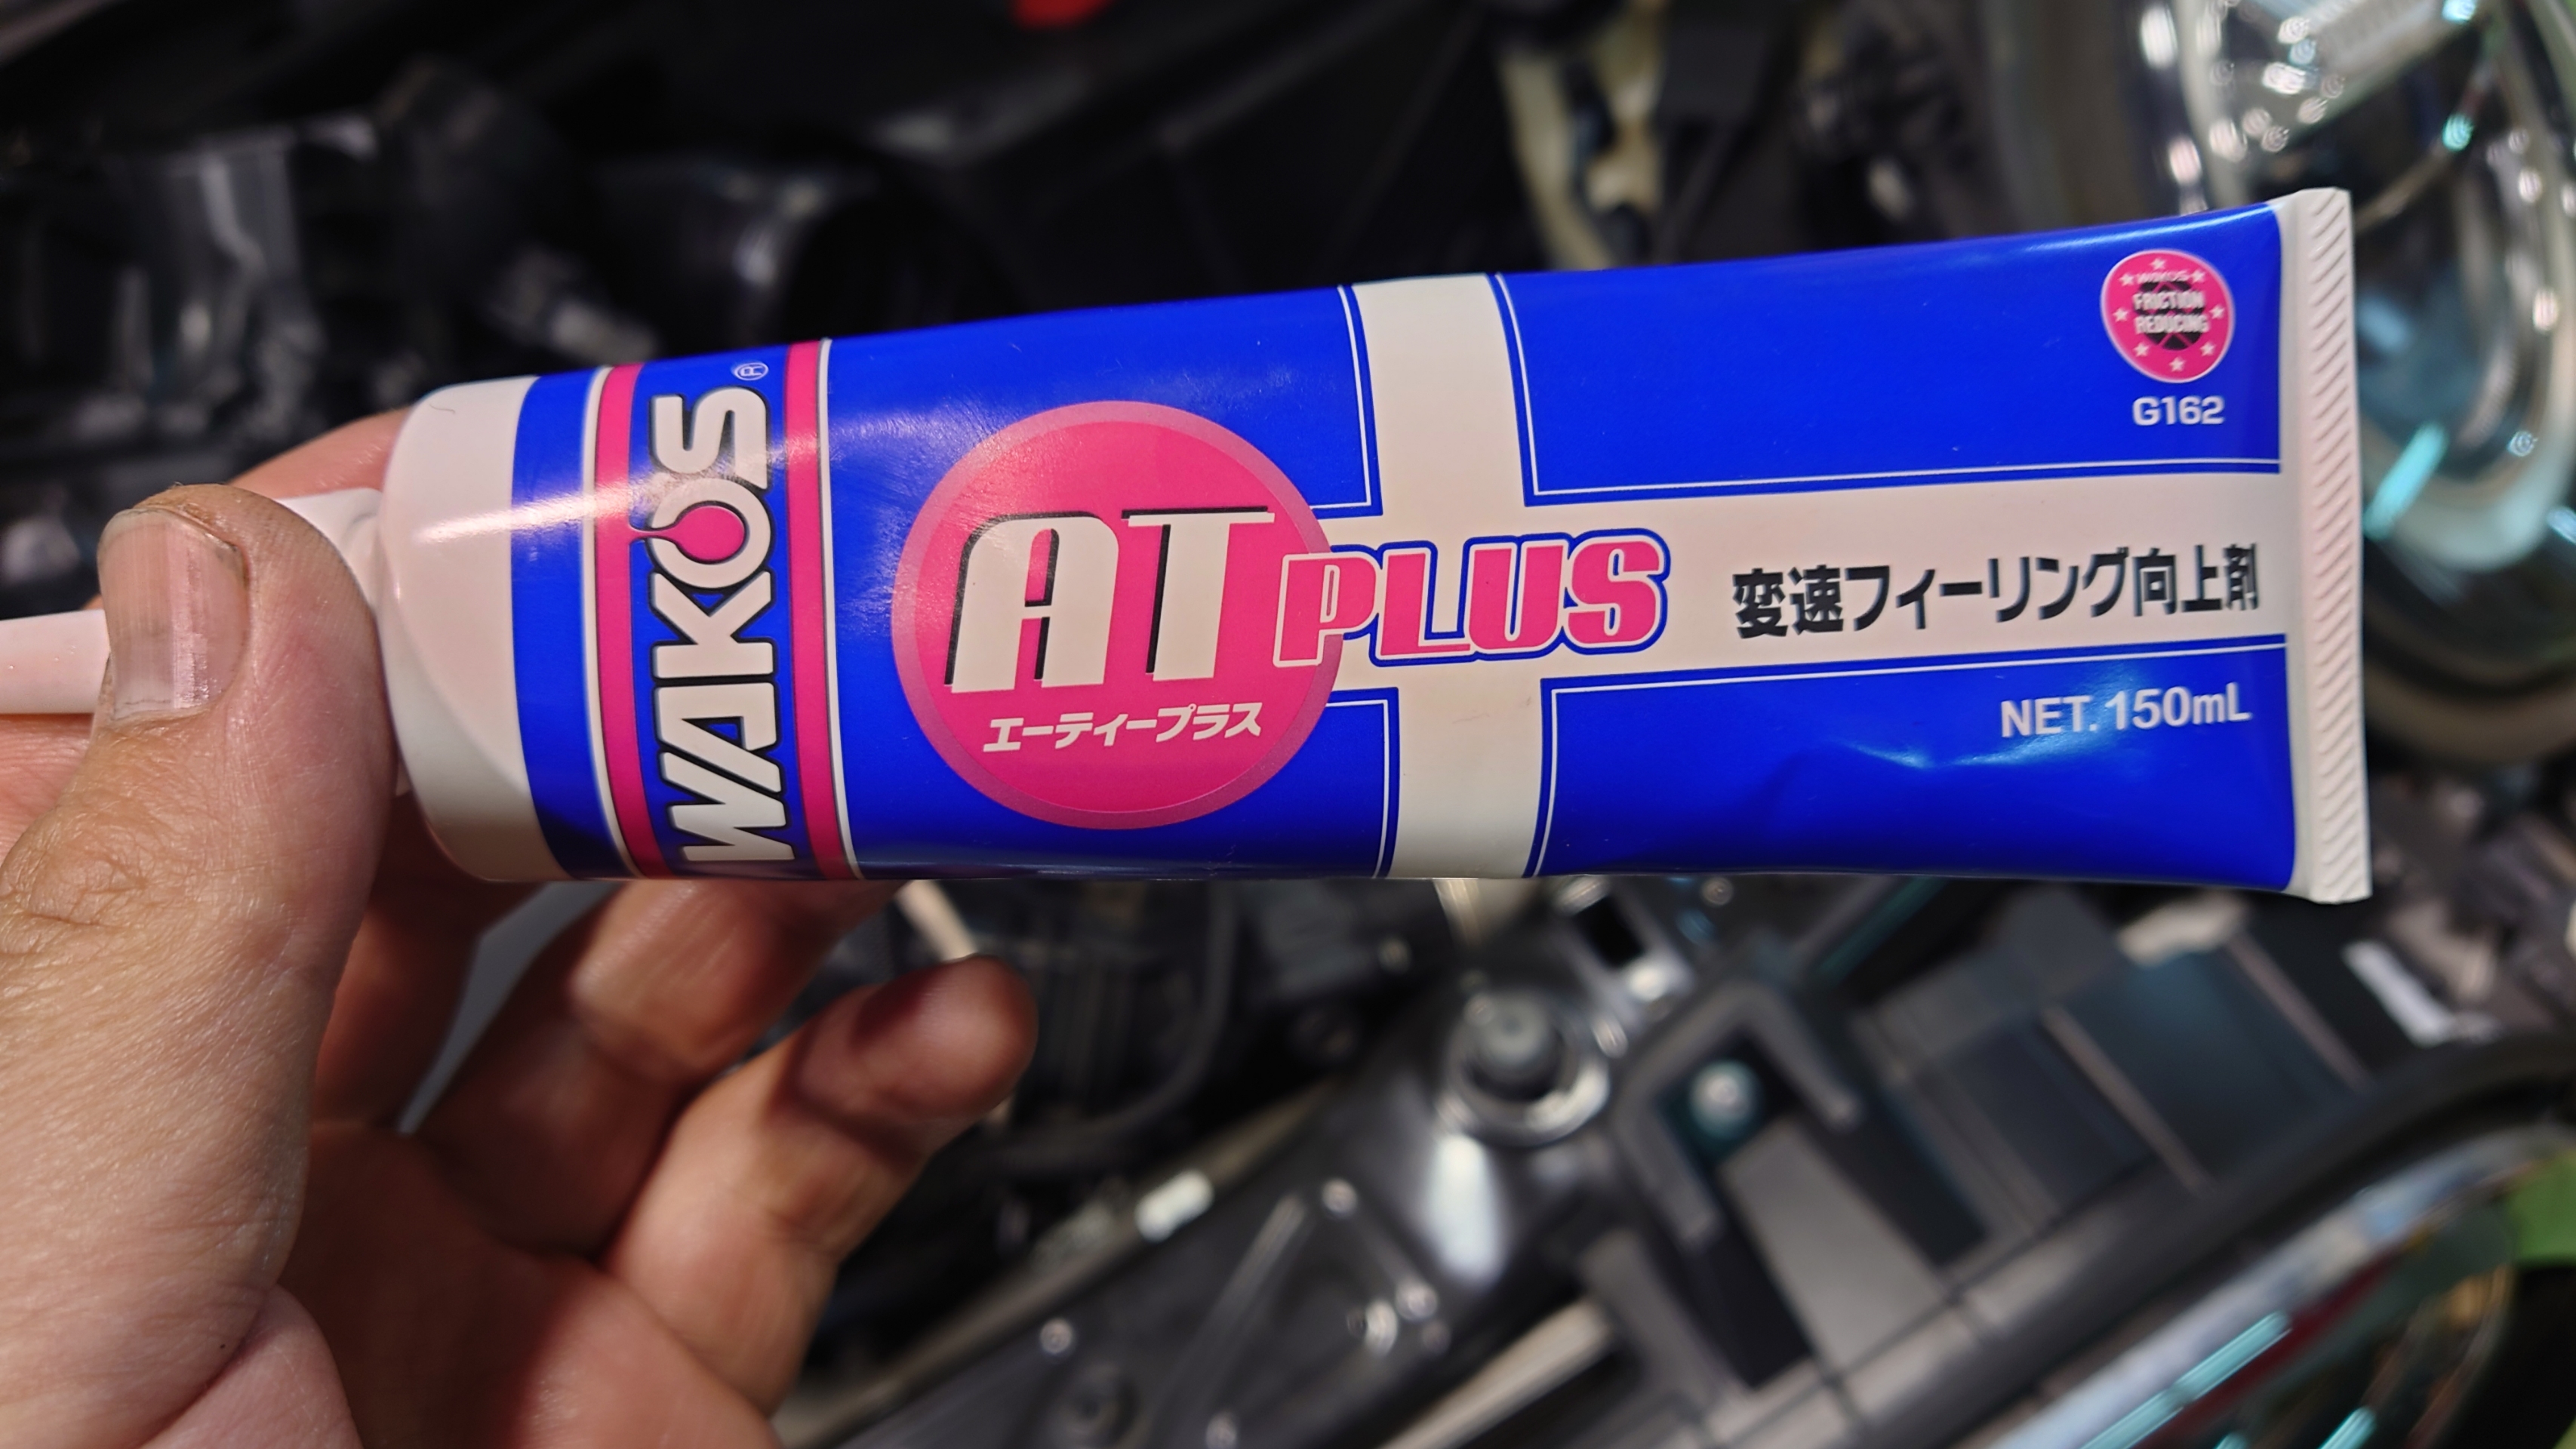 WAKO'S®
AT PLUS
エーティープラス
変速フィーリング向上剤
NET.150mL
WAKO'S
FRICTION
REDUCING
G162